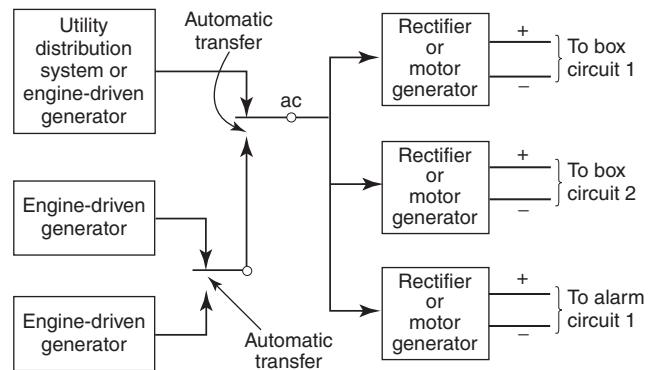 Utility
distribution
system or
engine-driven
generator
Automatic
transfer
ac
Rectifier
or
motor
generator
+
−
To box
circuit 1
Rectifier
or
motor
generator
+
−
To box
circuit 2
Engine-driven
generator
Engine-driven
generator
Automatic
transfer
Rectifier
or
motor
generator
+
−
To alarm
circuit 1